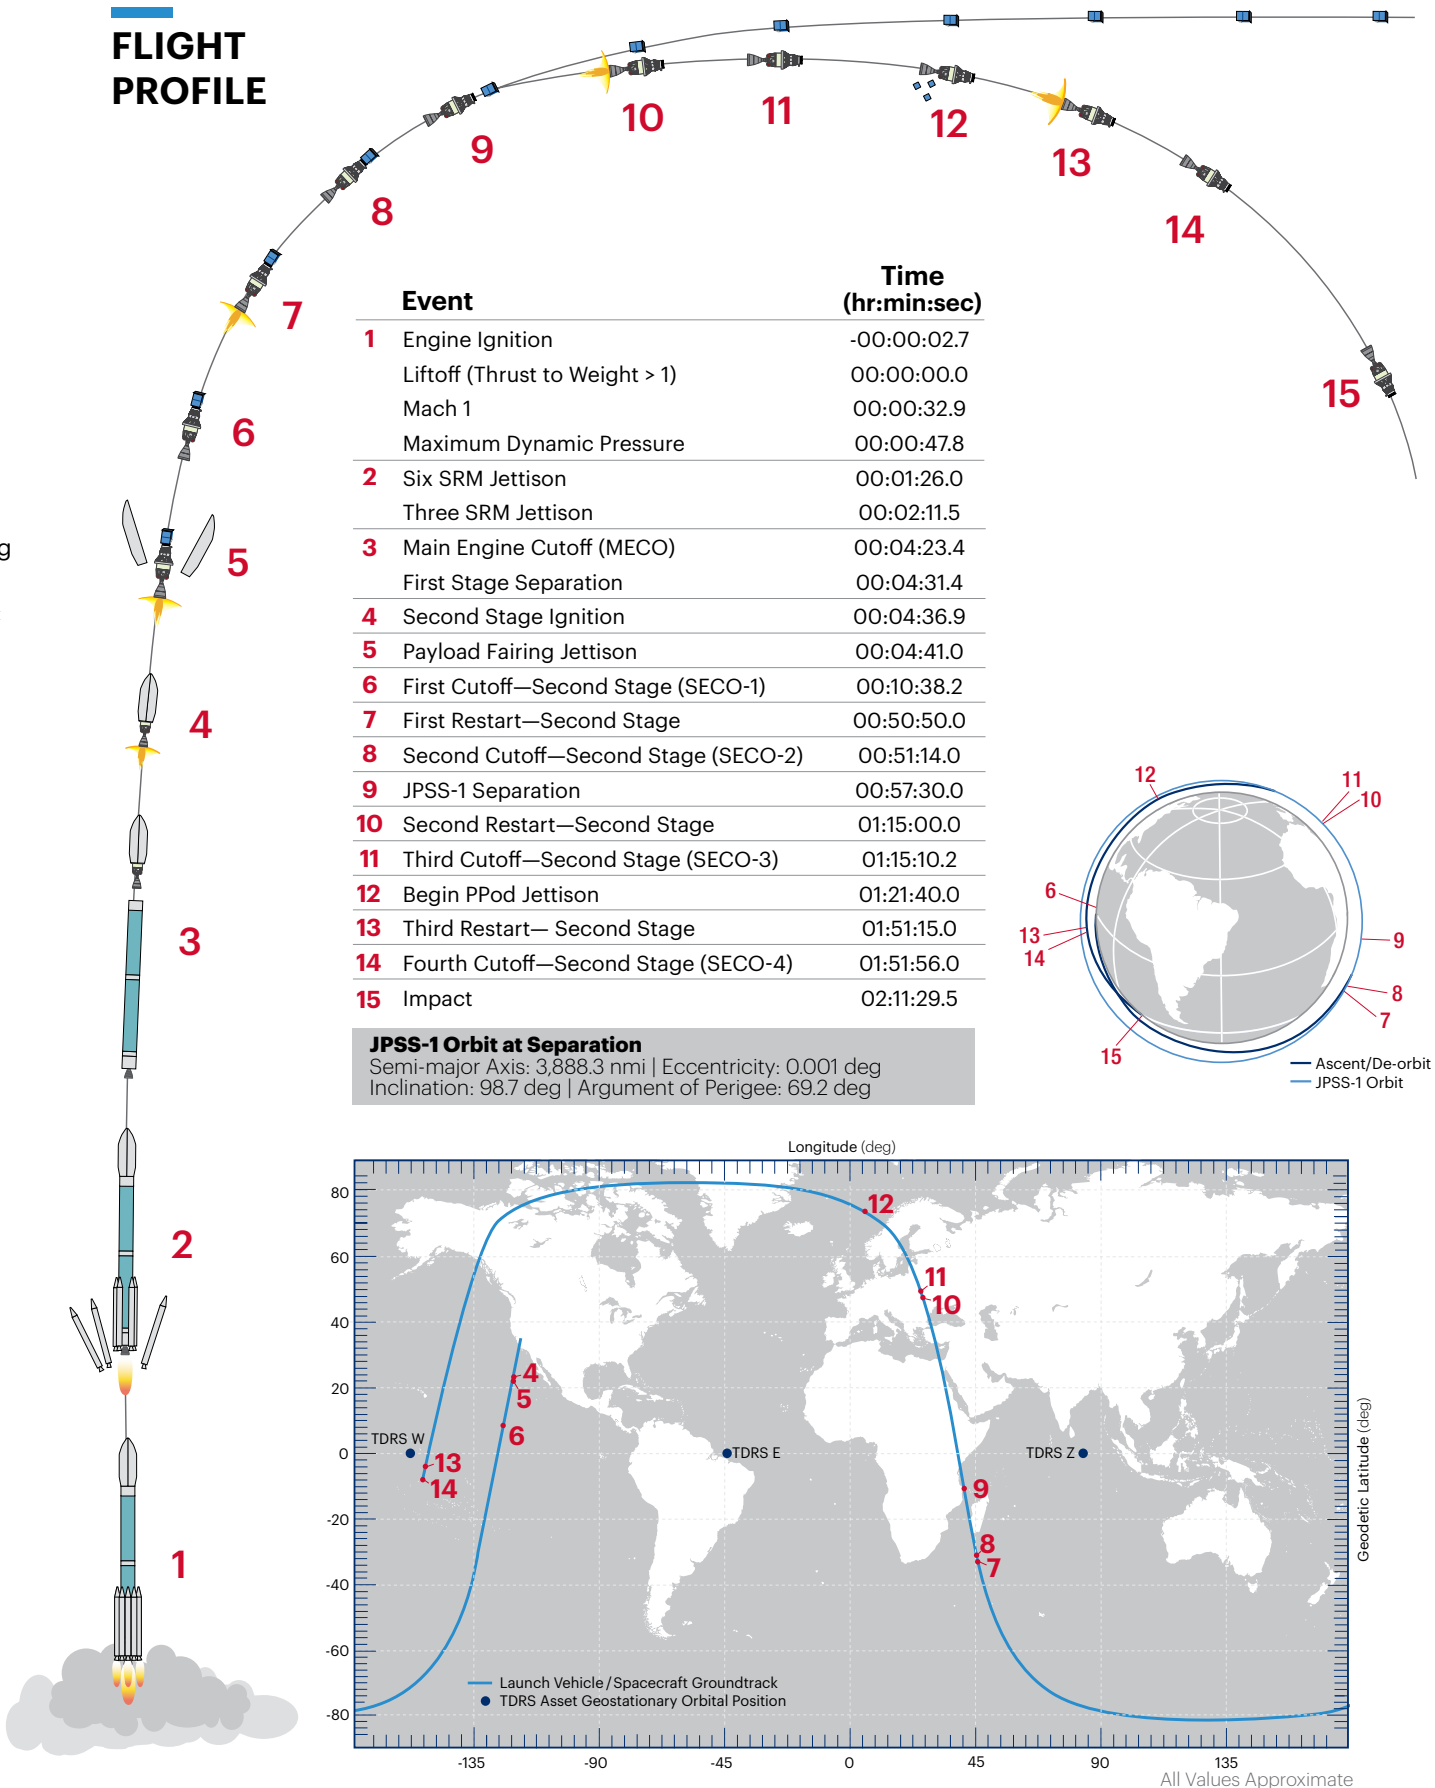 FLIGHT
PROFILE
g
1
2
3
4
5
6
7
8
9
10
11
12
13
14
15
Event Time (hr:min:sec)
1 Engine Ignition -00:00:02.7
Liftoff (Thrust to Weight > 1) 00:00:00.0
Mach 1 00:00:32.9
Maximum Dynamic Pressure 00:00:47.8
2 Six SRM Jettison 00:01:26.0
Three SRM Jettison 00:02:11.5
3 Main Engine Cutoff (MECO) 00:04:23.4
First Stage Separation 00:04:31.4
4 Second Stage Ignition 00:04:36.9
5 Payload Fairing Jettison 00:04:41.0
6 First Cutoff—Second Stage (SECO-1) 00:10:38.2
7 First Restart—Second Stage 00:50:50.0
8 Second Cutoff—Second Stage (SECO-2) 00:51:14.0
9 JPSS-1 Separation 00:57:30.0
10 Second Restart—Second Stage 01:15:00.0
11 Third Cutoff—Second Stage (SECO-3) 01:15:10.2
12 Begin PPod Jettison 01:21:40.0
13 Third Restart— Second Stage 01:51:15.0
14 Fourth Cutoff—Second Stage (SECO-4) 01:51:56.0
15 Impact 02:11:29.5
JPSS-1 Orbit at Separation
Semi-major Axis: 3,888.3 nmi | Eccentricity: 0.001 deg
Inclination: 98.7 deg | Argument of Perigee: 69.2 deg
12
11
10
6
13
14
9
8
7
15
Ascent/De-orbit
JPSS-1 Orbit
Longitude (deg)
80
60
40
20
0
-20
-40
-60
-80
12
11
10
4
5
6
TDRS W
13
14
TDRS E
TDRS Z
9
8
7
Geodetic Latitude (deg)
Launch Vehicle/Spacecraft Groundtrack
TDRS Asset Geostationary Orbital Position
-135 -90 -45 0 45 90 135
All Values Approximate